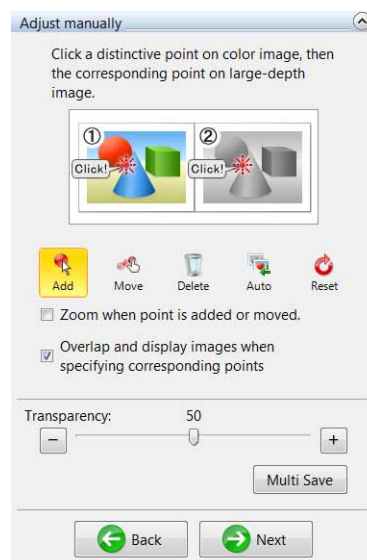 Adjust manually
Click a distinctive point on color image, then
the corresponding point on large-depth
image.
① ②
Click! Click!
Add Move Delete Auto Reset
Zoom when point is added or moved.
Overlap and display images when
specifying corresponding points
Transparency: 50
− +
Multi Save
Back Next